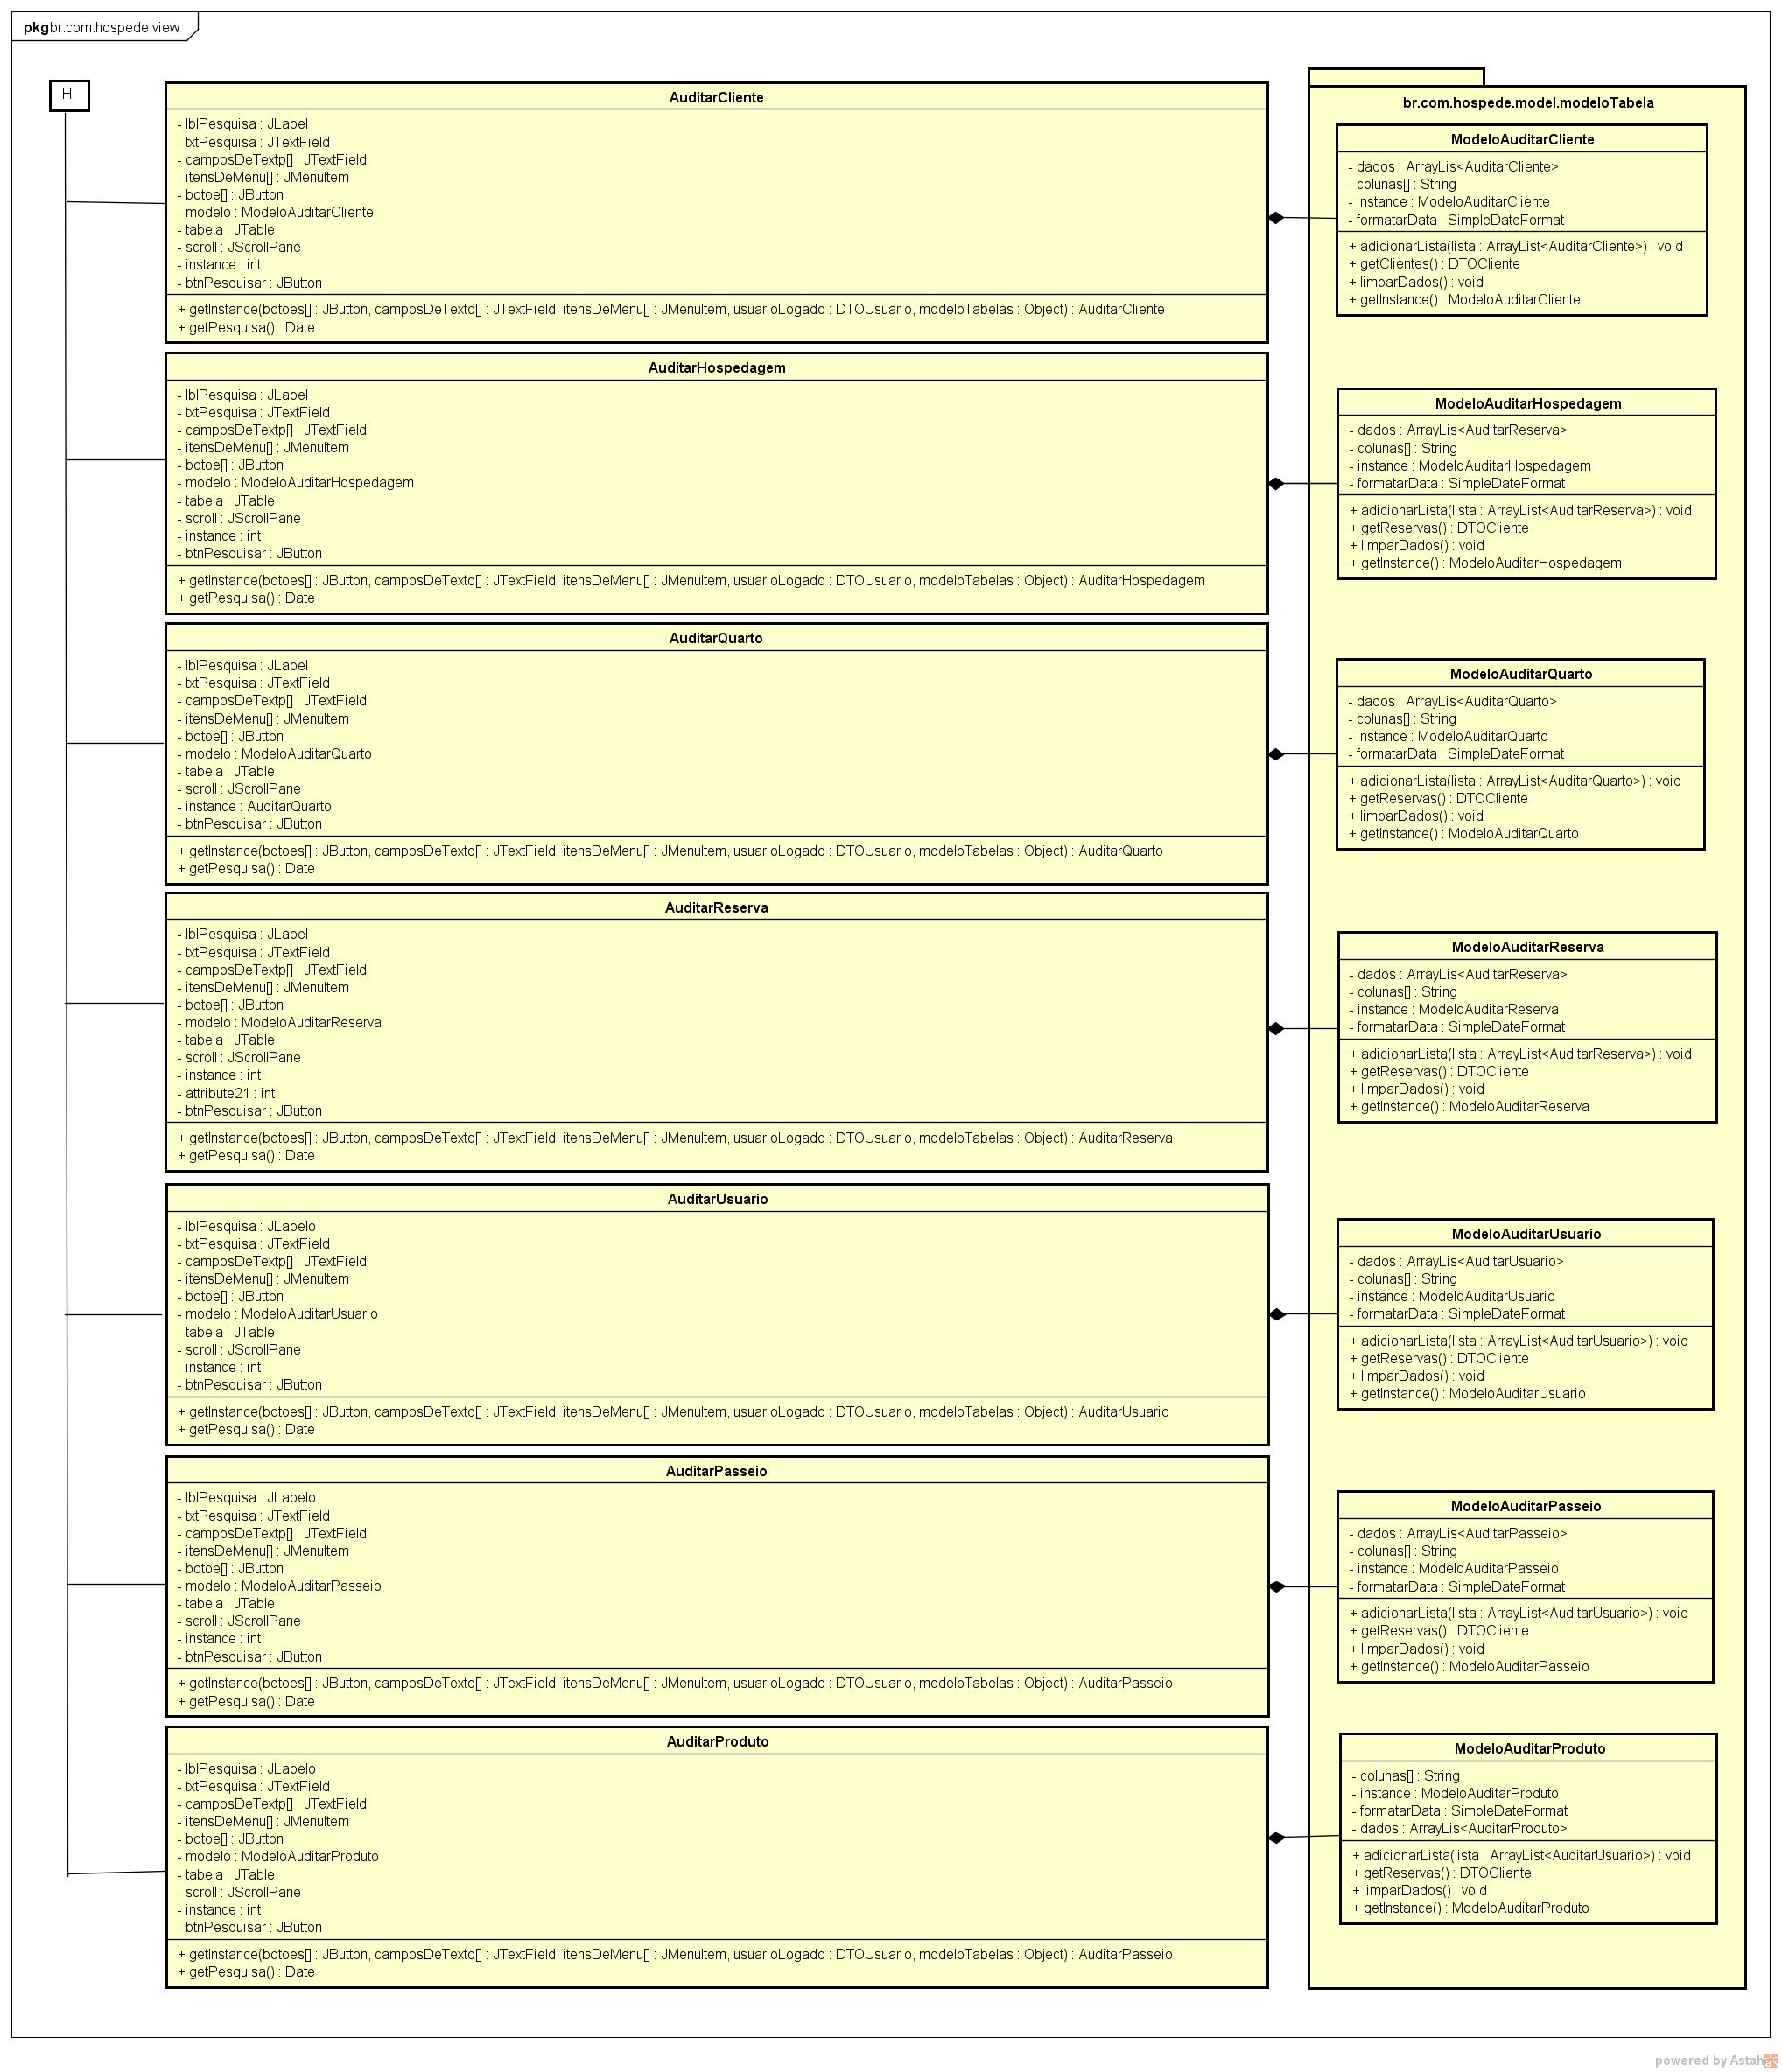 pkg br.com.hospede.view
H
AuditarCliente
- lblPesquisa : JLabel
- txtPesquisa : JTextField
- camposDeTextp[] : JTextField
- itensDeMenu[] : JMenuItem
- botoe[] : JButton
- modelo : ModeloAuditarCliente
- tabela : JTable
- scroll : JScrollPane
- instance : int
- btnPesquisar : JButton
+ getInstance(botoes[] : JButton, camposDeTexto[] : JTextField, itensDeMenu[] : JMenuItem, usuarioLogado : DTOUsuario, modeloTabelas : Object) : AuditarCliente
+ getPesquisa() : Date
AuditarHospedagem
- lblPesquisa : JLabel
- txtPesquisa : JTextField
- camposDeTextp[] : JTextField
- itensDeMenu[] : JMenuItem
- botoe[] : JButton
- modelo : ModeloAuditarHospedagem
- tabela : JTable
- scroll : JScrollPane
- instance : int
- btnPesquisar : JButton
+ getInstance(botoes[] : JButton, camposDeTexto[] : JTextField, itensDeMenu[] : JMenuItem, usuarioLogado : DTOUsuario, modeloTabelas : Object) : AuditarHospedagem
+ getPesquisa() : Date
AuditarQuarto
- lblPesquisa : JLabel
- txtPesquisa : JTextField
- camposDeTextp[] : JTextField
- itensDeMenu[] : JMenuItem
- botoe[] : JButton
- modelo : ModeloAuditarQuarto
- tabela : JTable
- scroll : JScrollPane
- instance : AuditarQuarto
- btnPesquisar : JButton
+ getInstance(botoes[] : JButton, camposDeTexto[] : JTextField, itensDeMenu[] : JMenuItem, usuarioLogado : DTOUsuario, modeloTabelas : Object) : AuditarQuarto
+ getPesquisa() : Date
AuditarReserva
- lblPesquisa : JLabel
- txtPesquisa : JTextField
- camposDeTextp[] : JTextField
- itensDeMenu[] : JMenuItem
- botoe[] : JButton
- modelo : ModeloAuditarReserva
- tabela : JTable
- scroll : JScrollPane
- instance : int
- attribute21 : int
- btnPesquisar : JButton
+ getInstance(botoes[] : JButton, camposDeTexto[] : JTextField, itensDeMenu[] : JMenuItem, usuarioLogado : DTOUsuario, modeloTabelas : Object) : AuditarReserva
+ getPesquisa() : Date
AuditarUsuario
- lblPesquisa : JLabelo
- txtPesquisa : JTextField
- camposDeTextp[] : JTextField
- itensDeMenu[] : JMenuItem
- botoe[] : JButton
- modelo : ModeloAuditarUsuario
- tabela : JTable
- scroll : JScrollPane
- instance : int
- btnPesquisar : JButton
+ getInstance(botoes[] : JButton, camposDeTexto[] : JTextField, itensDeMenu[] : JMenuItem, usuarioLogado : DTOUsuario, modeloTabelas : Object) : AuditarUsuario
+ getPesquisa() : Date
AuditarPasseio
- lblPesquisa : JLabelo
- txtPesquisa : JTextField
- camposDeTextp[] : JTextField
- itensDeMenu[] : JMenuItem
- botoe[] : JButton
- modelo : ModeloAuditarPasseio
- tabela : JTable
- scroll : JScrollPane
- instance : int
- btnPesquisar : JButton
+ getInstance(botoes[] : JButton, camposDeTexto[] : JTextField, itensDeMenu[] : JMenuItem, usuarioLogado : DTOUsuario, modeloTabelas : Object) : AuditarPasseio
+ getPesquisa() : Date
AuditarProduto
- lblPesquisa : JLabelo
- txtPesquisa : JTextField
- camposDeTextp[] : JTextField
- itensDeMenu[] : JMenuItem
- botoe[] : JButton
- modelo : ModeloAuditarProduto
- tabela : JTable
- scroll : JScrollPane
- instance : int
- btnPesquisar : JButton
+ getInstance(botoes[] : JButton, camposDeTexto[] : JTextField, itensDeMenu[] : JMenuItem, usuarioLogado : DTOUsuario, modeloTabelas : Object) : AuditarPasseio
+ getPesquisa() : Date
br.com.hospede.model.modeloTabela
ModeloAuditarCliente
- dados : ArrayLis<AuditarCliente>
- colunas[] : String
- instance : ModeloAuditarCliente
- formatarData : SimpleDateFormat
+ adicionarLista(lista : ArrayList<AuditarCliente>) : void
+ getClientes() : DTOCliente
+ limparDados() : void
+ getInstance() : ModeloAuditarCliente
ModeloAuditarHospedagem
- dados : ArrayLis<AuditarReserva>
- colunas[] : String
- instance : ModeloAuditarHospedagem
- formatarData : SimpleDateFormat
+ adicionarLista(lista : ArrayList<AuditarReserva>) : void
+ getReservas() : DTOCliente
+ limparDados() : void
+ getInstance() : ModeloAuditarHospedagem
ModeloAuditarQuarto
- dados : ArrayLis<AuditarQuarto>
- colunas[] : String
- instance : ModeloAuditarQuarto
- formatarData : SimpleDateFormat
+ adicionarLista(lista : ArrayList<AuditarQuarto>) : void
+ getReservas() : DTOCliente
+ limparDados() : void
+ getInstance() : ModeloAuditarQuarto
ModeloAuditarReserva
- dados : ArrayLis<AuditarReserva>
- colunas[] : String
- instance : ModeloAuditarReserva
- formatarData : SimpleDateFormat
+ adicionarLista(lista : ArrayList<AuditarReserva>) : void
+ getReservas() : DTOCliente
+ limparDados() : void
+ getInstance() : ModeloAuditarReserva
ModeloAuditarUsuario
- dados : ArrayLis<AuditarUsuario>
- colunas[] : String
- instance : ModeloAuditarUsuario
- formatarData : SimpleDateFormat
+ adicionarLista(lista : ArrayList<AuditarUsuario>) : void
+ getReservas() : DTOCliente
+ limparDados() : void
+ getInstance() : ModeloAuditarUsuario
ModeloAuditarPasseio
- dados : ArrayLis<AuditarPasseio>
- colunas[] : String
- instance : ModeloAuditarPasseio
- formatarData : SimpleDateFormat
+ adicionarLista(lista : ArrayList<AuditarUsuario>) : void
+ getReservas() : DTOCliente
+ limparDados() : void
+ getInstance() : ModeloAuditarPasseio
ModeloAuditarProduto
- colunas[] : String
- instance : ModeloAuditarProduto
- formatarData : SimpleDateFormat
- dados : ArrayLis<AuditarProduto>
+ adicionarLista(lista : ArrayList<AuditarUsuario>) : void
+ getReservas() : DTOCliente
+ limparDados() : void
+ getInstance() : ModeloAuditarProduto
powered by Astah